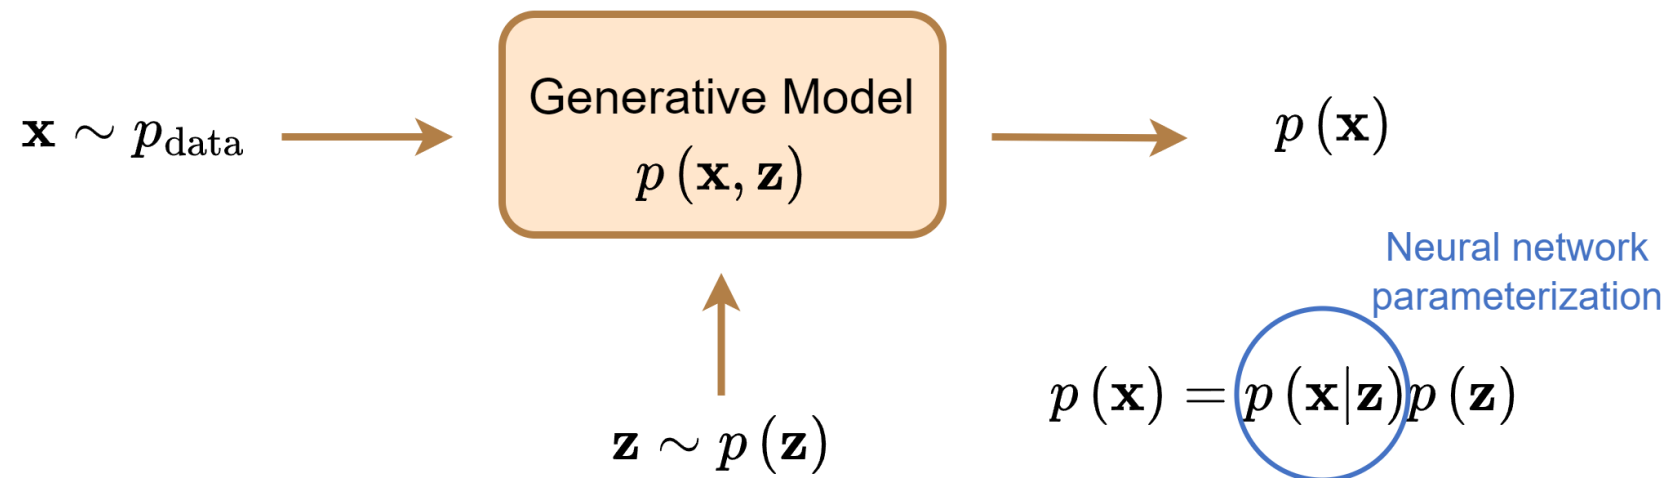 x ∼ p_data
Generative Model
p (x, z)
p (x)
z ∼ p (z)
Neural network
parameterization
p (x) = p (x|z)p (z)